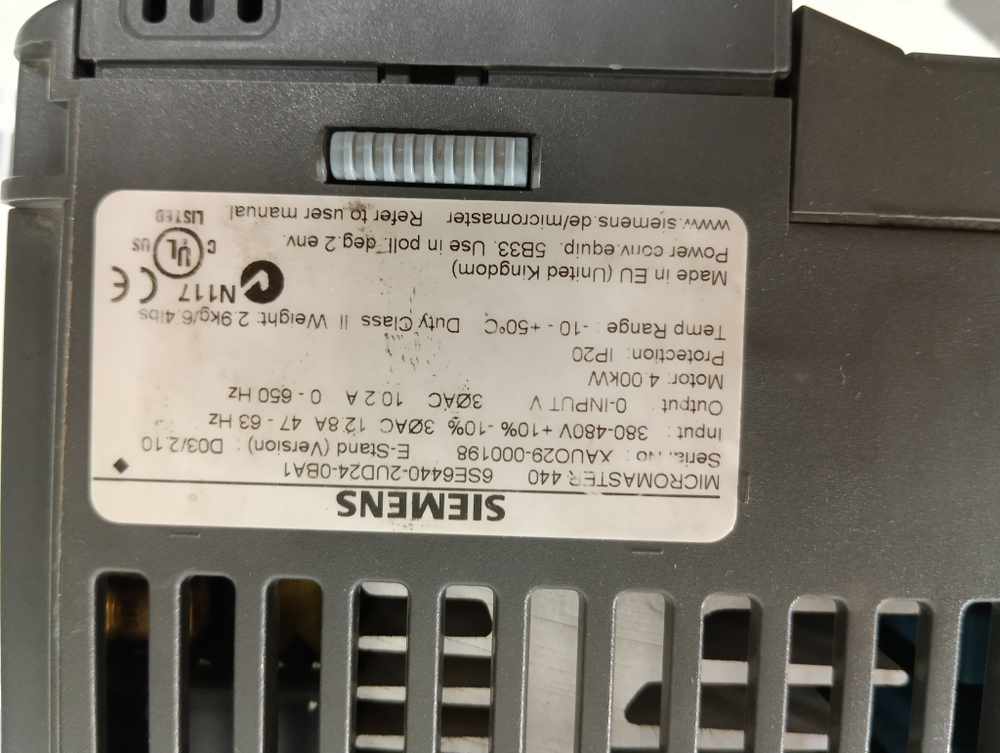 SIEMENS
MICROMASTER 440 6SE6440-2UD24-0BA1
Serial No: XAUO29-000198 E-Stand (Version) : D03/2.10
Input : 380-480V +10% -10% 3ØAC 12.8A 47 - 63 Hz
Output : 0-INPUT V 3ØAC 10.2 A 0 - 650 Hz
Motor: 4.00kW
Protection: IP20
Temp Range : -10 - +50°C Duty Class II Weight: 2.9kg/6.4lbs
N117 CE
Made in EU (United Kingdom)
C UL US
Power conv.equip. 5B33. Use in poll. deg.2 env.
LISTED
www.siemens.de/micromaster Refer to user manual.